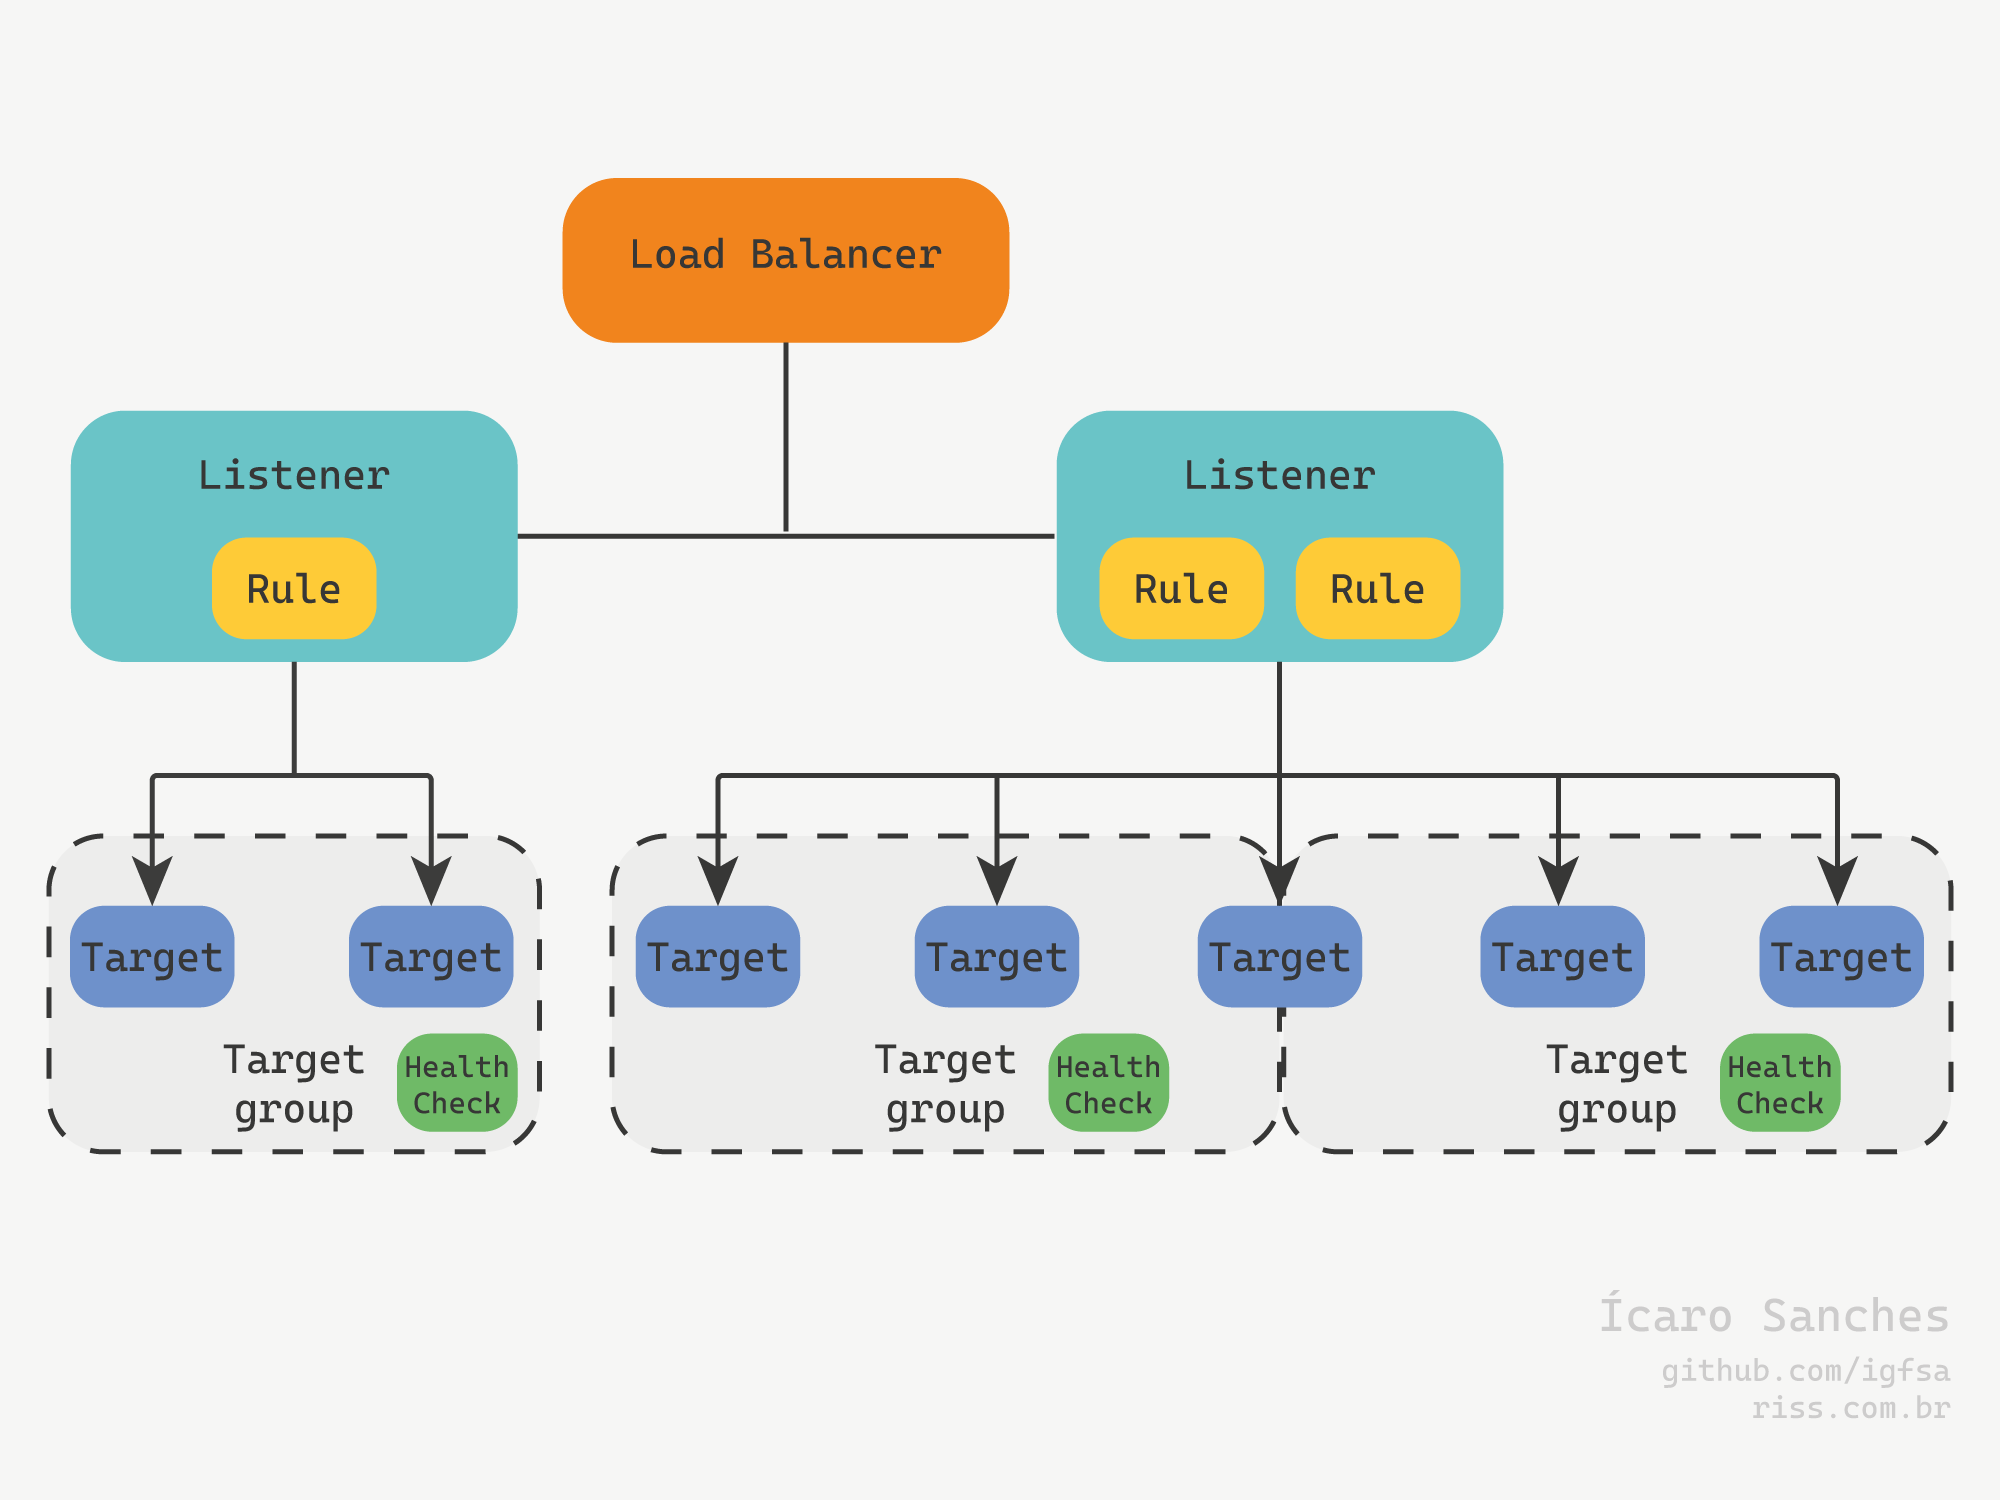 Load Balancer
Listener
Rule
Listener
Rule
Rule
Target
Target
Target
group
Health
Check
Target
Target
Target
Target
Target
Target
group
Health
Check
Target
group
Health
Check
Ícaro Sanches
github.com/igfsa
riss.com.br